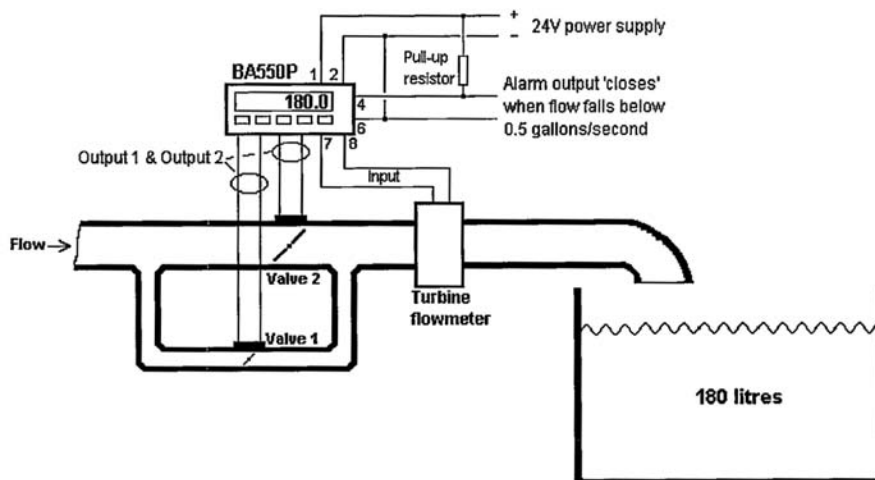 +
24V power supply
–
BA550P
1 2
Pull-up
resistor
180.0
4
6
7 8
Alarm output 'closes'
when flow falls below
0.5 gallons/second
Output 1 & Output 2
Input
Flow
Valve 2
Turbine
flowmeter
Valve 1
180 litres